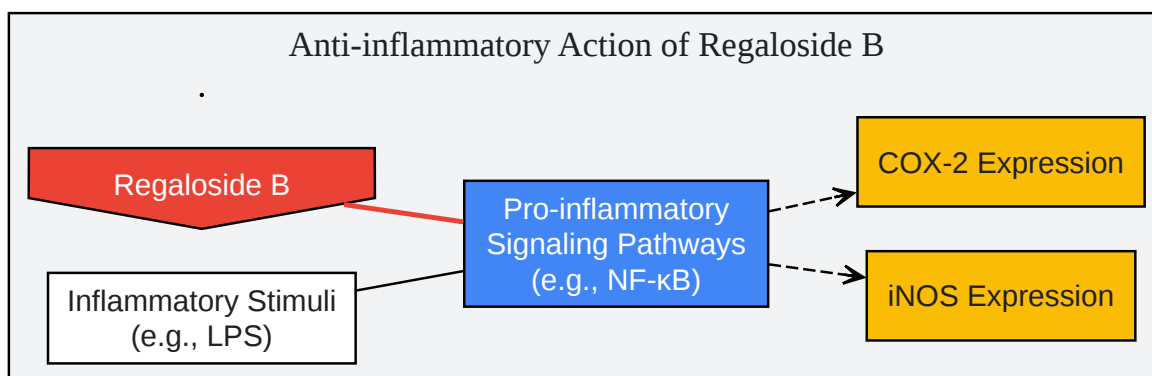 Anti-inflammatory Action of Regaloside B
Regaloside B
Inflammatory Stimuli
(e.g., LPS)
Pro-inflammatory
Signaling Pathways
(e.g., NF-κB)
COX-2 Expression
iNOS Expression